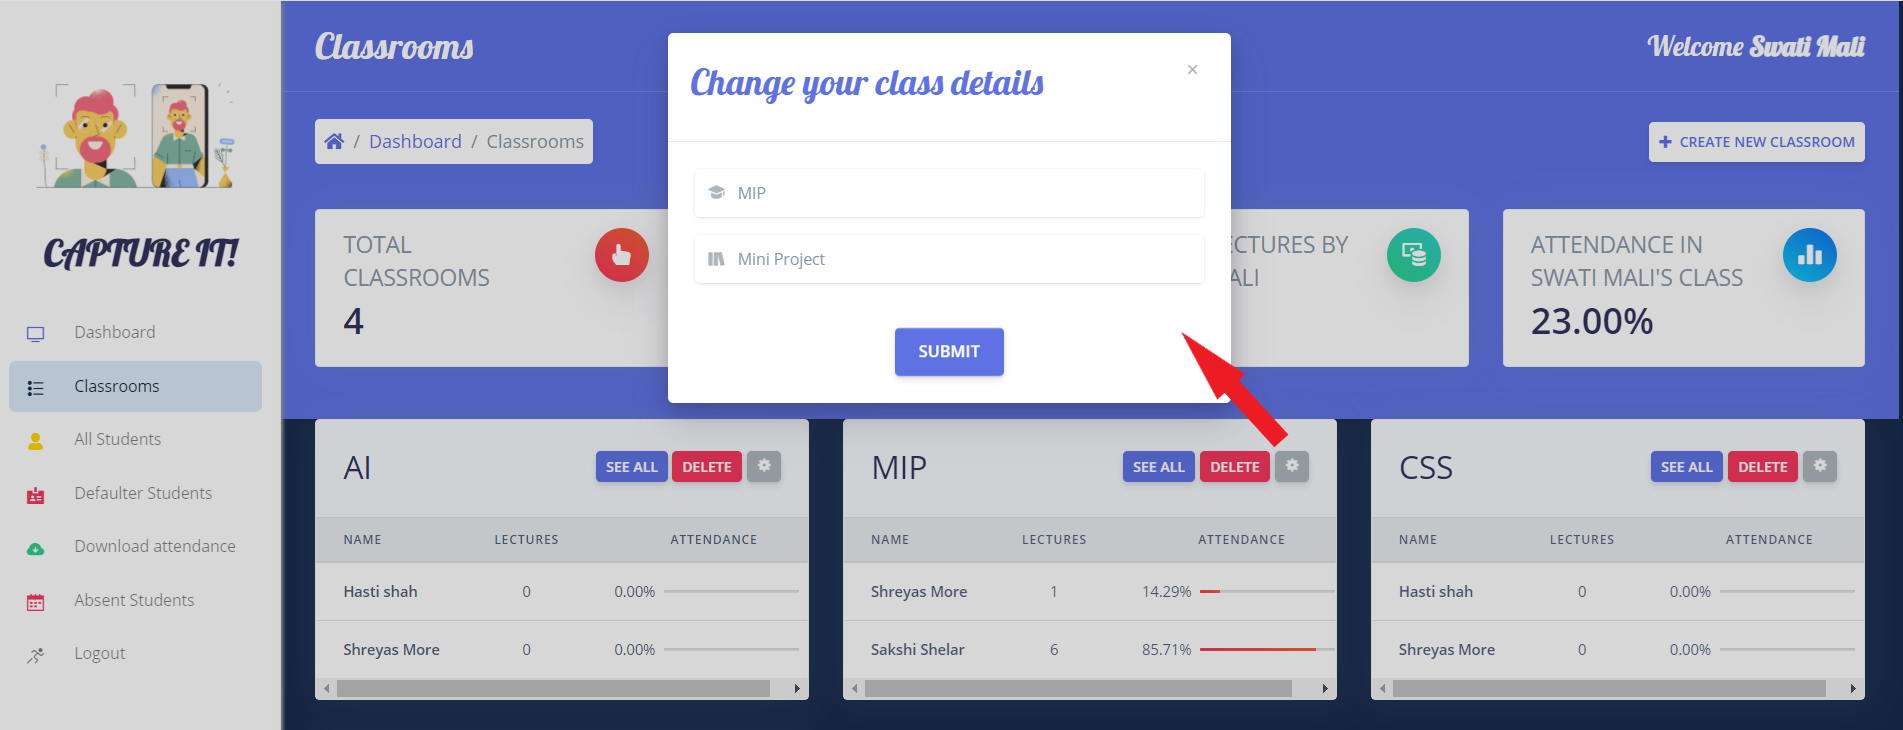 Classrooms
Welcome Swati Mali
Change your class details
×
/ Dashboard / Classrooms
CREATE NEW CLASSROOM
MIP
Mini Project
SUBMIT
CAPTURE IT!
Dashboard
Classrooms
All Students
Defaulter Students
Download attendance
Absent Students
Logout
TOTAL
CLASSROOMS
4
ECTURES BY
ALI
ATTENDANCE IN
SWATI MALI'S CLASS
23.00%
AI SEE ALL DELETE
NAME LECTURES ATTENDANCE
Hasti shah 0 0.00%
Shreyas More 0 0.00%
MIP SEE ALL DELETE
NAME LECTURES ATTENDANCE
Shreyas More 1 14.29%
Sakshi Shelar 6 85.71%
CSS SEE ALL DELETE
NAME LECTURES ATTENDANCE
Hasti shah 0 0.00%
Shreyas More 0 0.00%